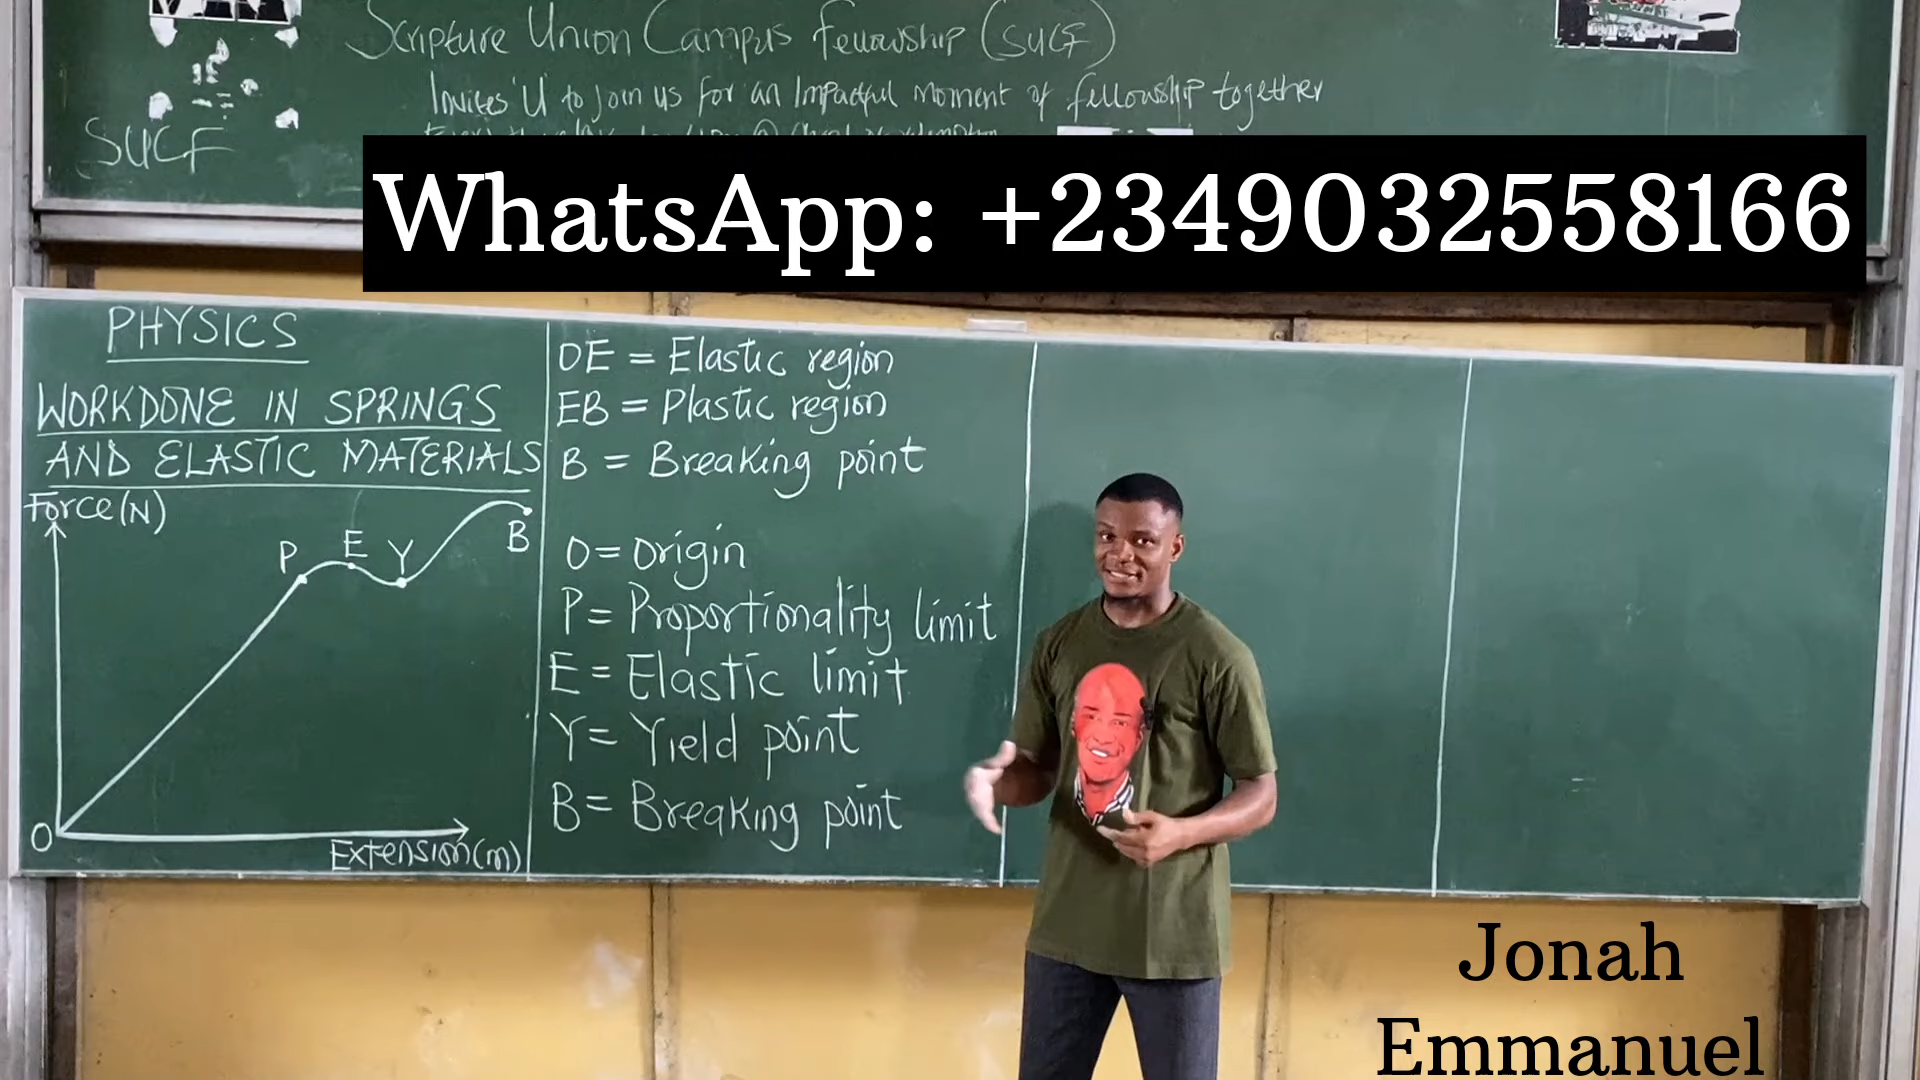 Scripture Union Campus Fellowship (SUCF)
Invites 'U' to join us for an Impactful Moment of fellowship together
SUCF
WhatsApp: +2349032558166
PHYSICS
WORKDONE IN SPRINGS
AND ELASTIC MATERIALS
Force (N)
P
E
Y
B
O
Extension (m)
OE = Elastic region
EB = Plastic region
B = Breaking point
O = Origin
P = Proportionality limit
E = Elastic limit
Y = Yield point
B = Breaking point
Jonah
Emmanuel